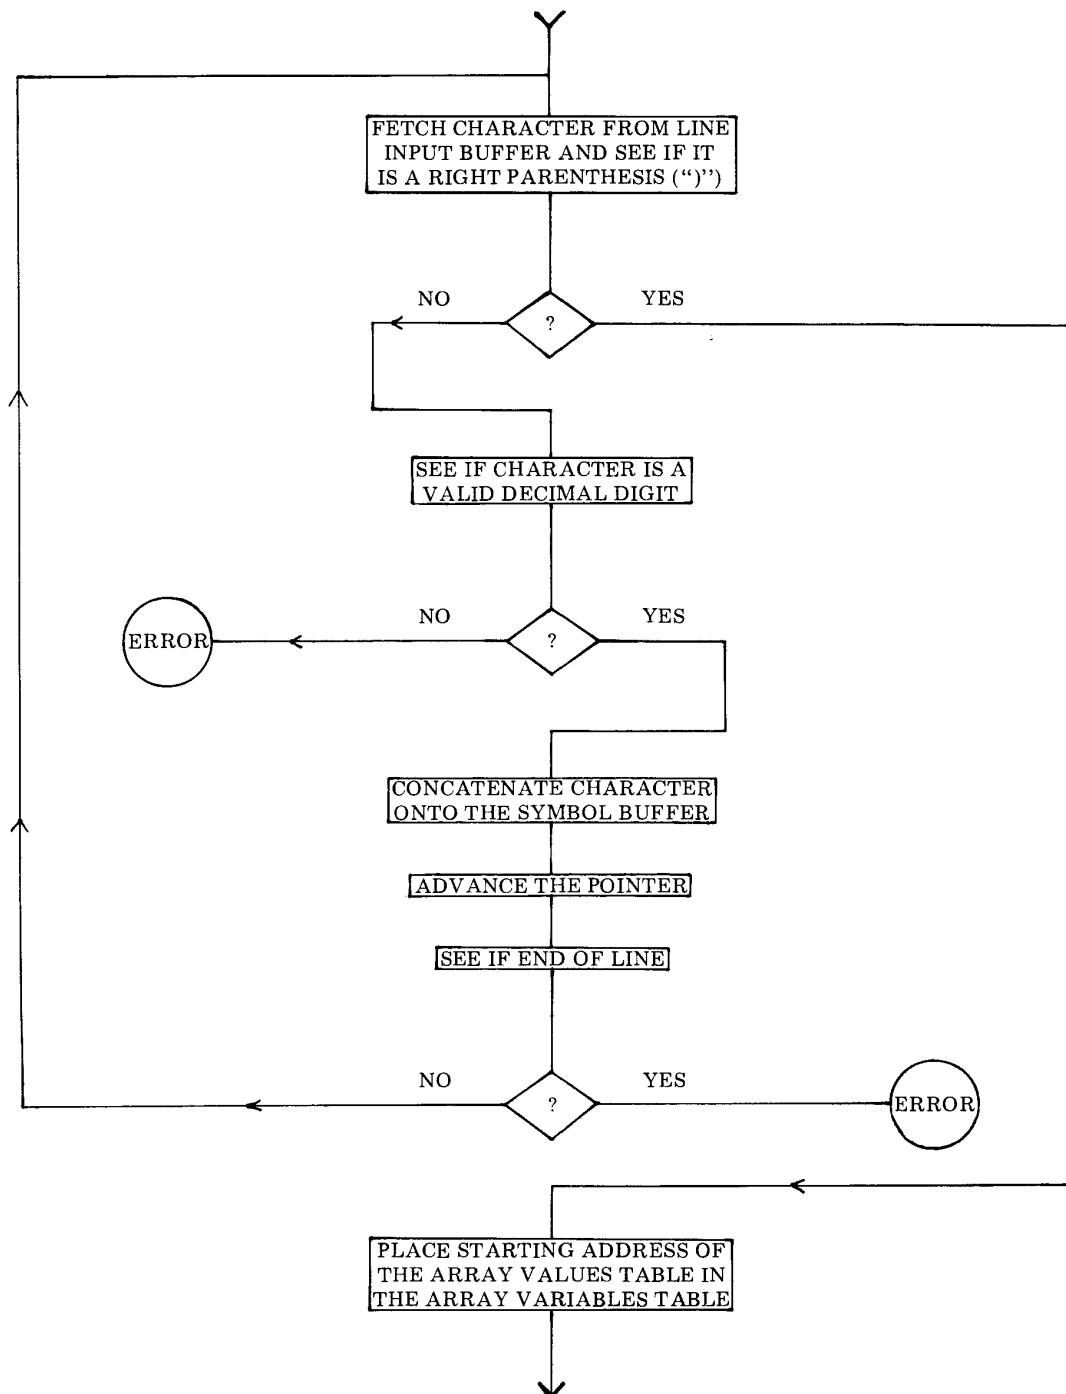 FETCH CHARACTER FROM LINE
INPUT BUFFER AND SEE IF IT
IS A RIGHT PARENTHESIS (“)”)
NO
YES
?
SEE IF CHARACTER IS A
VALID DECIMAL DIGIT
NO
YES
ERROR
?
CONCATENATE CHARACTER
ONTO THE SYMBOL BUFFER
ADVANCE THE POINTER
SEE IF END OF LINE
NO
YES
?
ERROR
PLACE STARTING ADDRESS OF
THE ARRAY VALUES TABLE IN
THE ARRAY VARIABLES TABLE